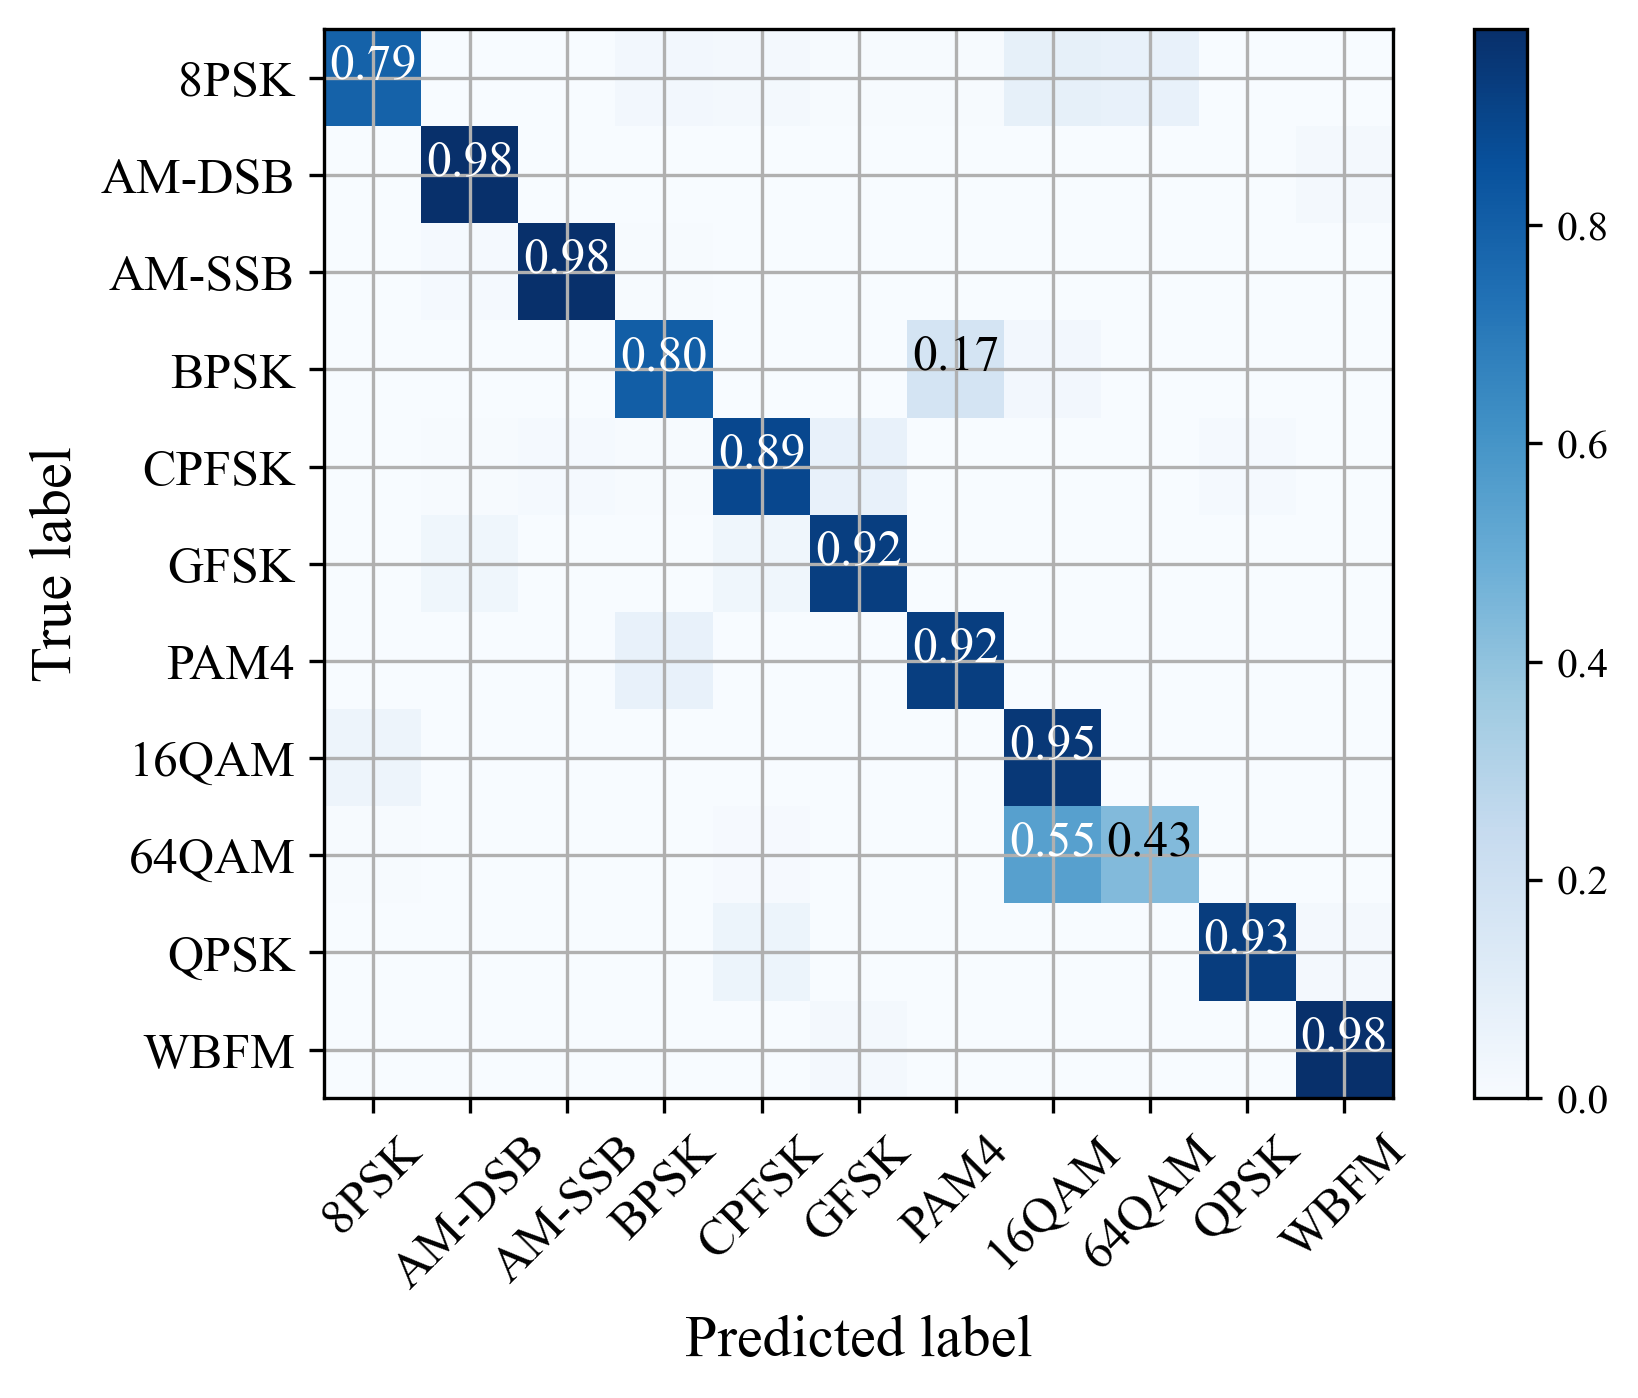 True label
8PSK
0.79
AM-DSB
0.98
AM-SSB
0.98
BPSK
0.80 0.17
CPFSK
0.89
GFSK
0.92
PAM4
0.92
16QAM
0.95
64QAM
0.55 0.43
QPSK
0.93
WBFM
0.98
8PSK AM-DSB AM-SSB BPSK CPFSK GFSK PAM4 16QAM 64QAM QPSK WBFM
Predicted label
0.8
0.6
0.4
0.2
0.0